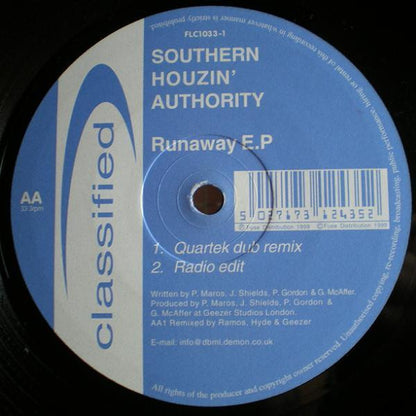 FLC1033-1
SOUTHERN
HOUZIN'
AUTHORITY
Runaway E.P
classified
AA
33.3rpm
5 027673 624352
© Fuse Distribution 1999 ℗ Fuse Distribution 1999
1. Quartek dub remix
2. Radio edit
Written by P. Maros, J. Shields, P. Gordon & G. McAffer.
Produced by P. Maros, J. Shields, P. Gordon &
G. McAffer at Geezer Studios London.
AA1 Remixed by Ramos, Hyde & Geezer
E-mail: info@dbmi.demon.co.uk
All rights of the producer and copyright owner reserved. Unauthorised copying, re-recording, broadcasting, public performance, hiring or rental of this recording in whatever manner is strictly prohibited.